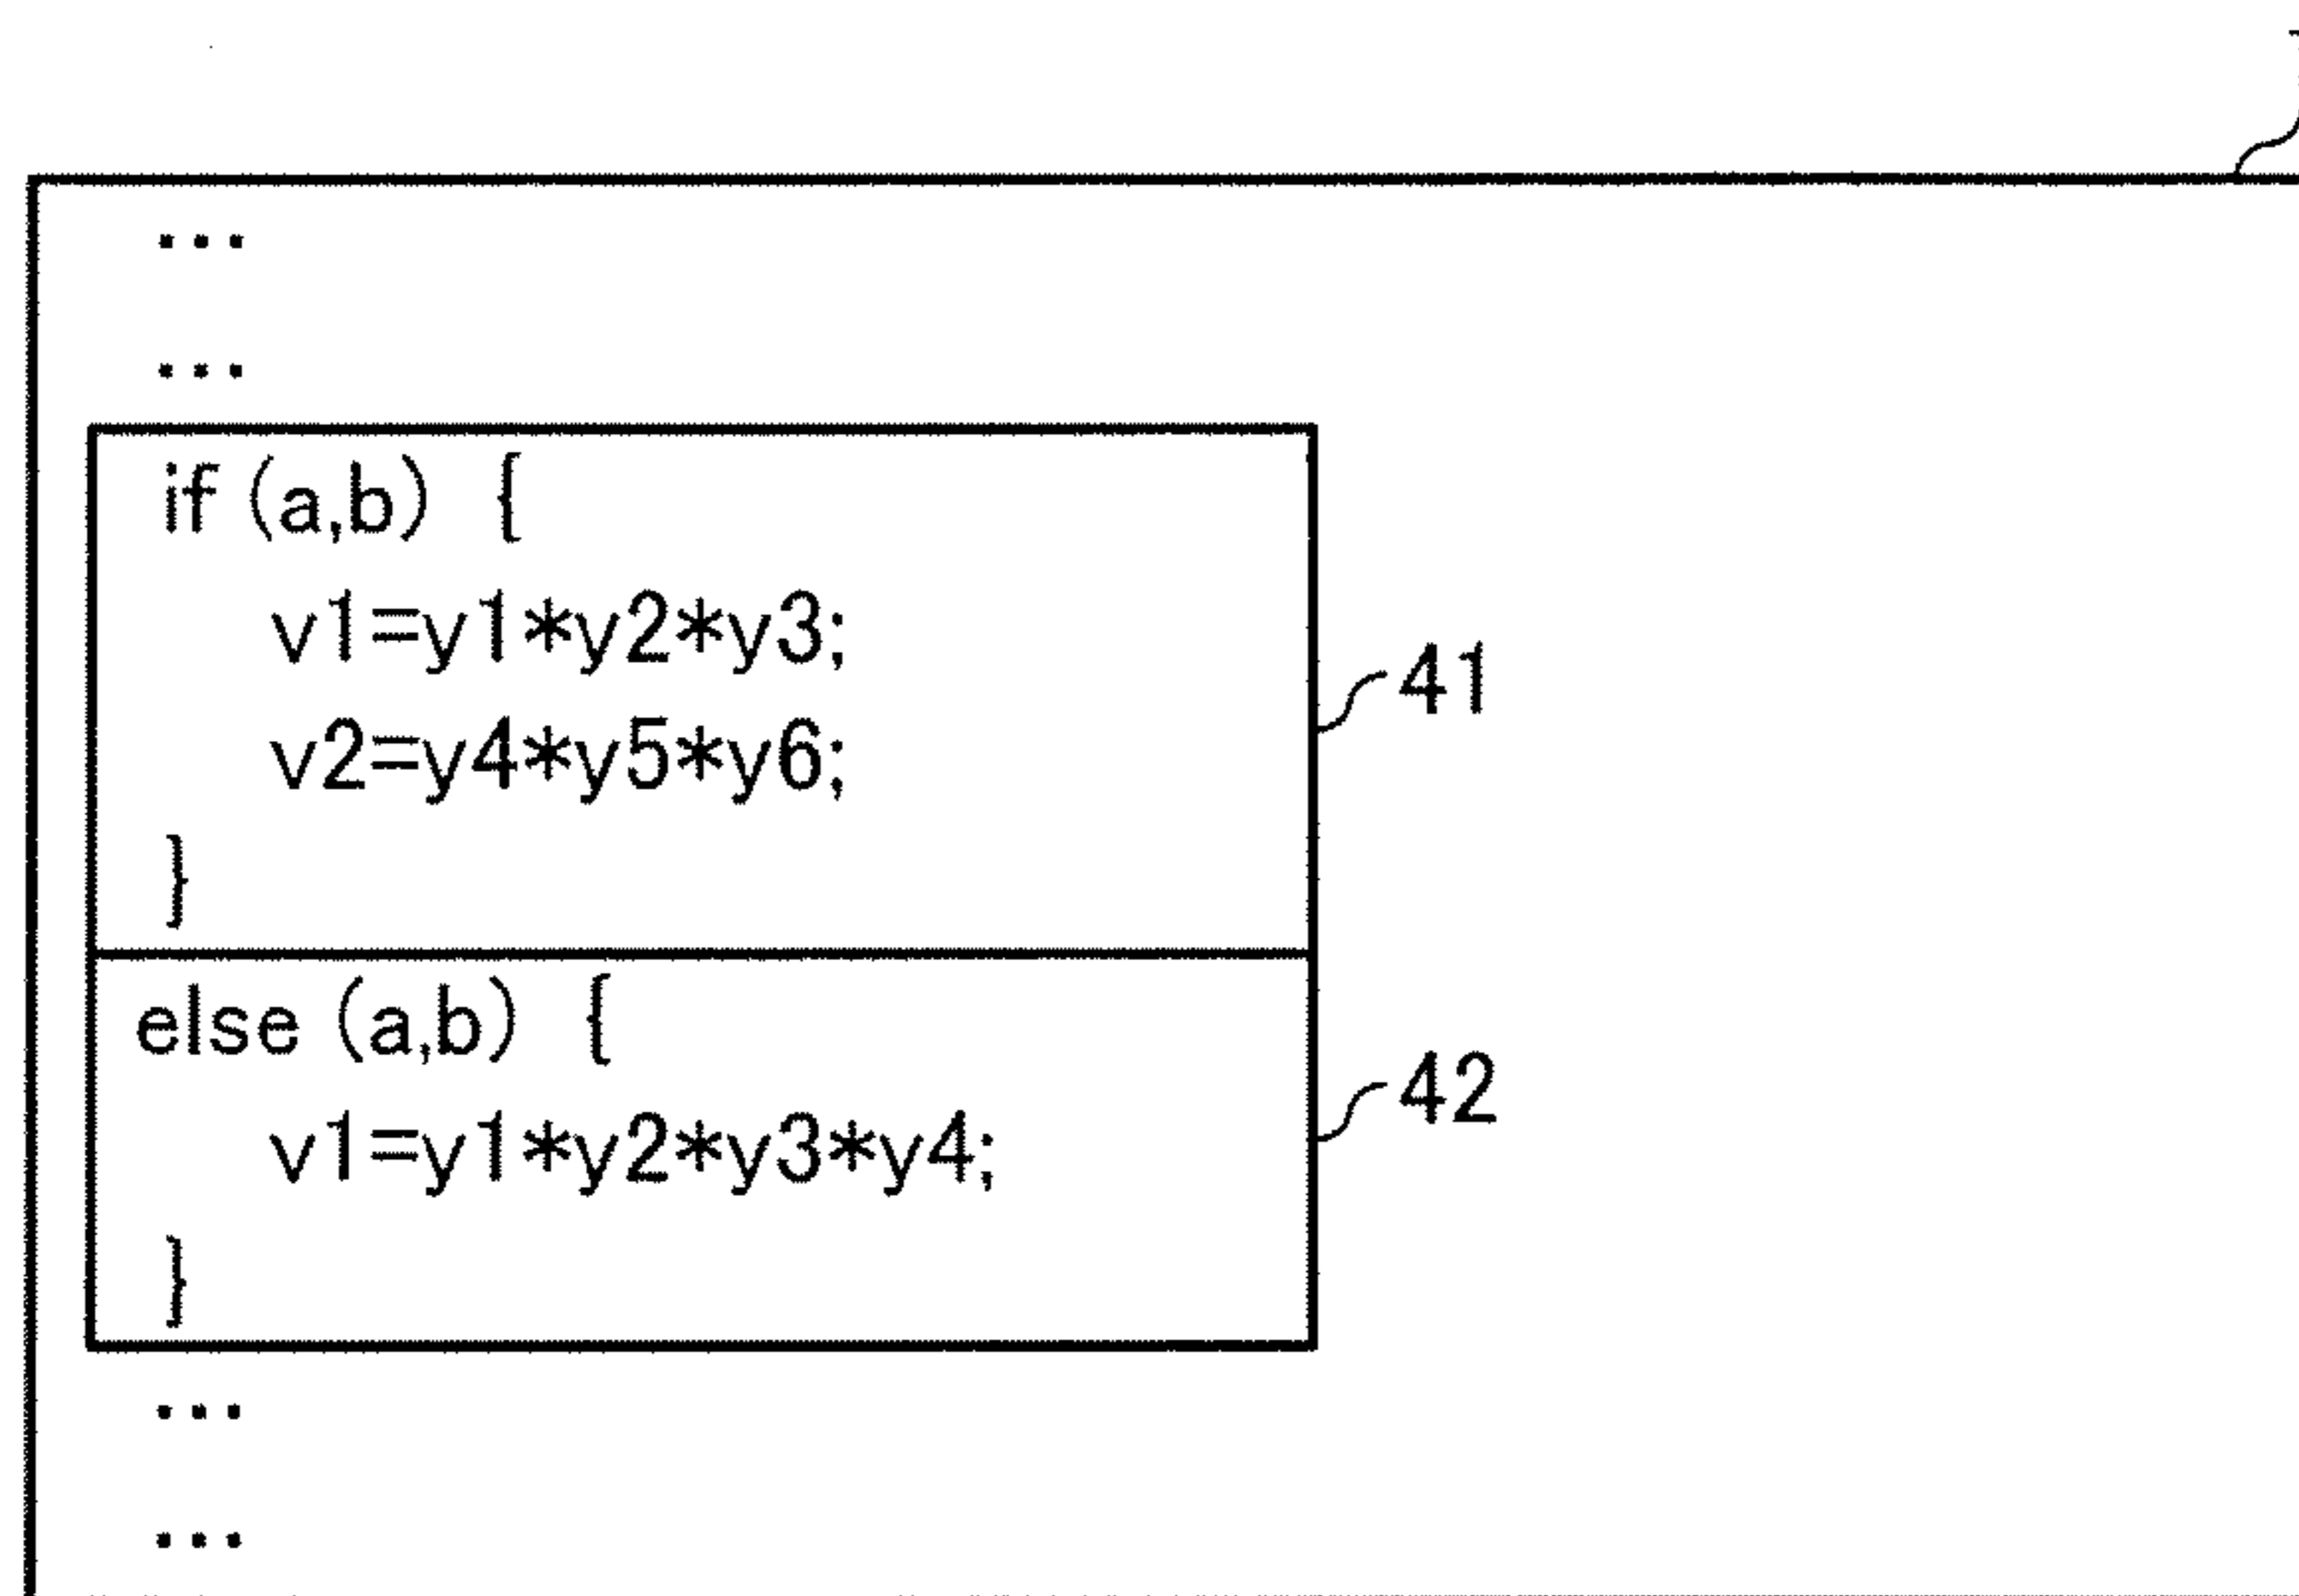 ...
...
if (a,b) {
v1=y1*y2*y3;
41
v2=y4*y5*y6;
}
else (a,b) {
42
v1=y1*y2*y3*y4;
}
...
...